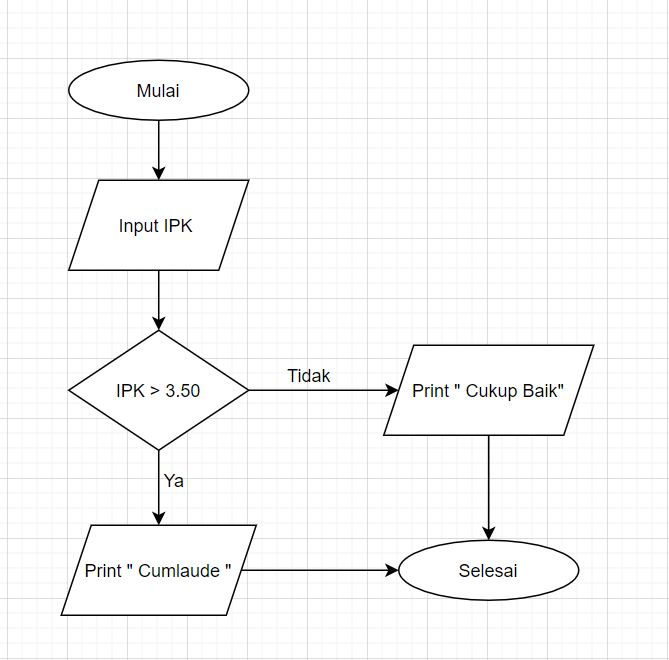 Mulai
Input IPK
IPK > 3.50
Tidak
Print " Cukup Baik"
Ya
Print " Cumlaude "
Selesai